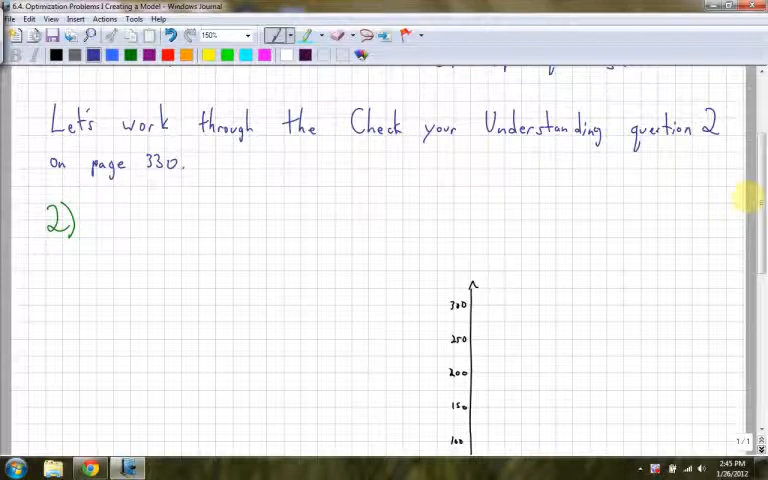 6.4. Optimization Problems I Creating a Model - Windows Journal
File Edit View Insert Actions Tools Help
150%
B I
Let's work through the Check your Understanding question 2
on page 330.
2)
300
250
200
150
100
1/1
2:45 PM
1/26/2012